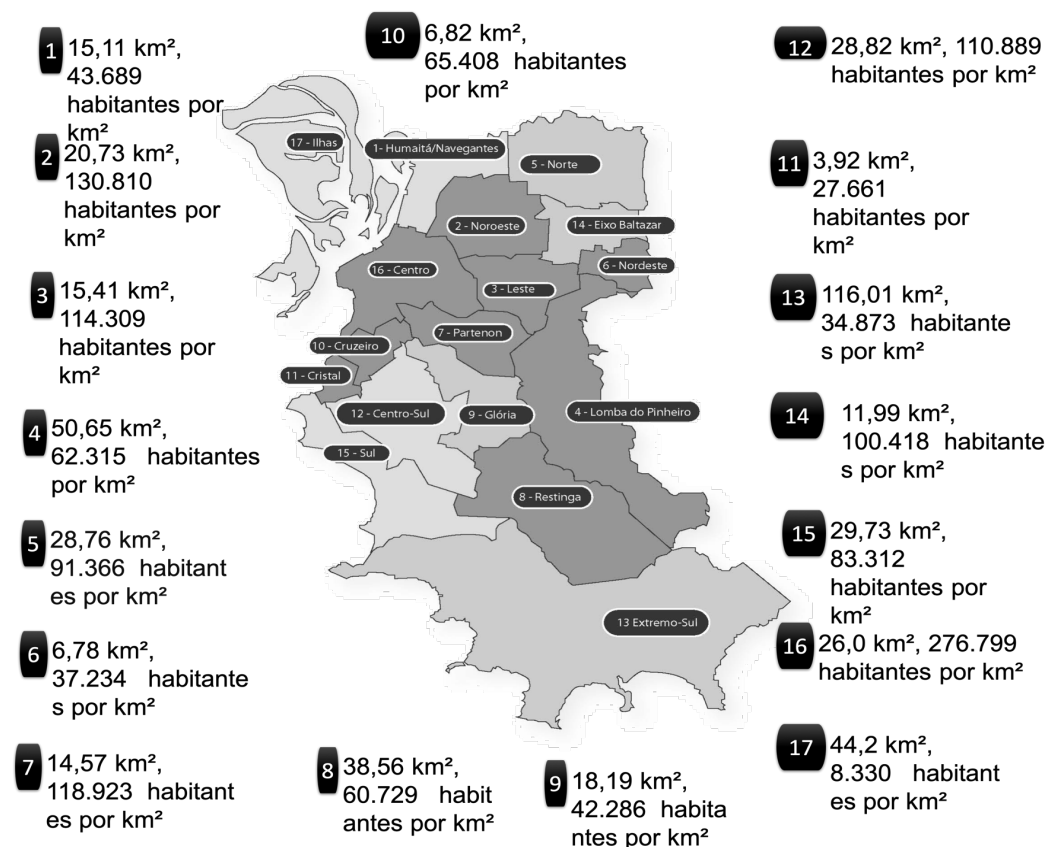 1
15,11 km²,
43.689
habitantes por
km²
2
20,73 km²,
130.810
habitantes por
km²
3
15,41 km²,
114.309
habitantes por
km²
4
50,65 km²,
62.315 habitantes
por km²
5
28,76 km²,
91.366 habitant
es por km²
6
6,78 km²,
37.234 habitante
s por km²
7
14,57 km²,
118.923 habitant
es por km²
8
38,56 km²,
60.729 habit
antes por km²
9
18,19 km²,
42.286 habita
ntes por km²
10
6,82 km²,
65.408 habitantes
por km²
12
28,82 km², 110.889
habitantes por km²
11
3,92 km²,
27.661
habitantes por
km²
13
116,01 km²,
34.873 habitante
s por km²
14
11,99 km²,
100.418 habitante
s por km²
15
29,73 km²,
83.312
habitantes por
km²
16
26,0 km², 276.799
habitantes por km²
17
44,2 km²,
8.330 habitant
es por km²
17 - Ilhas
1- Humaitá/Navegantes
5 - Norte
2 - Noroeste
14 - Eixo Baltazar
16 - Centro
6 - Nordeste
3 - Leste
7 - Partenon
10 - Cruzeiro
11 - Cristal
12 - Centro-Sul
9 - Glória
4 - Lomba do Pinheiro
15 - Sul
8 - Restinga
13 Extremo-Sul